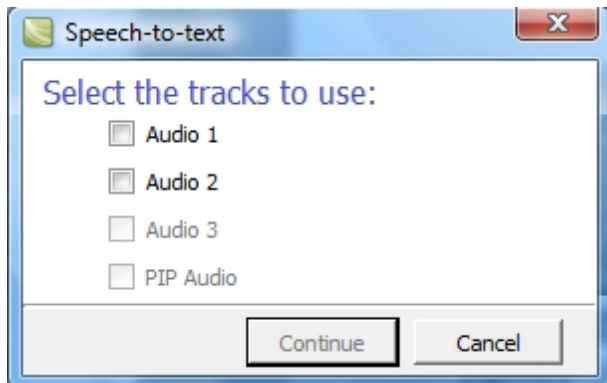 Speech-to-text
Select the tracks to use:
Audio 1
Audio 2
Audio 3
PIP Audio
Continue Cancel